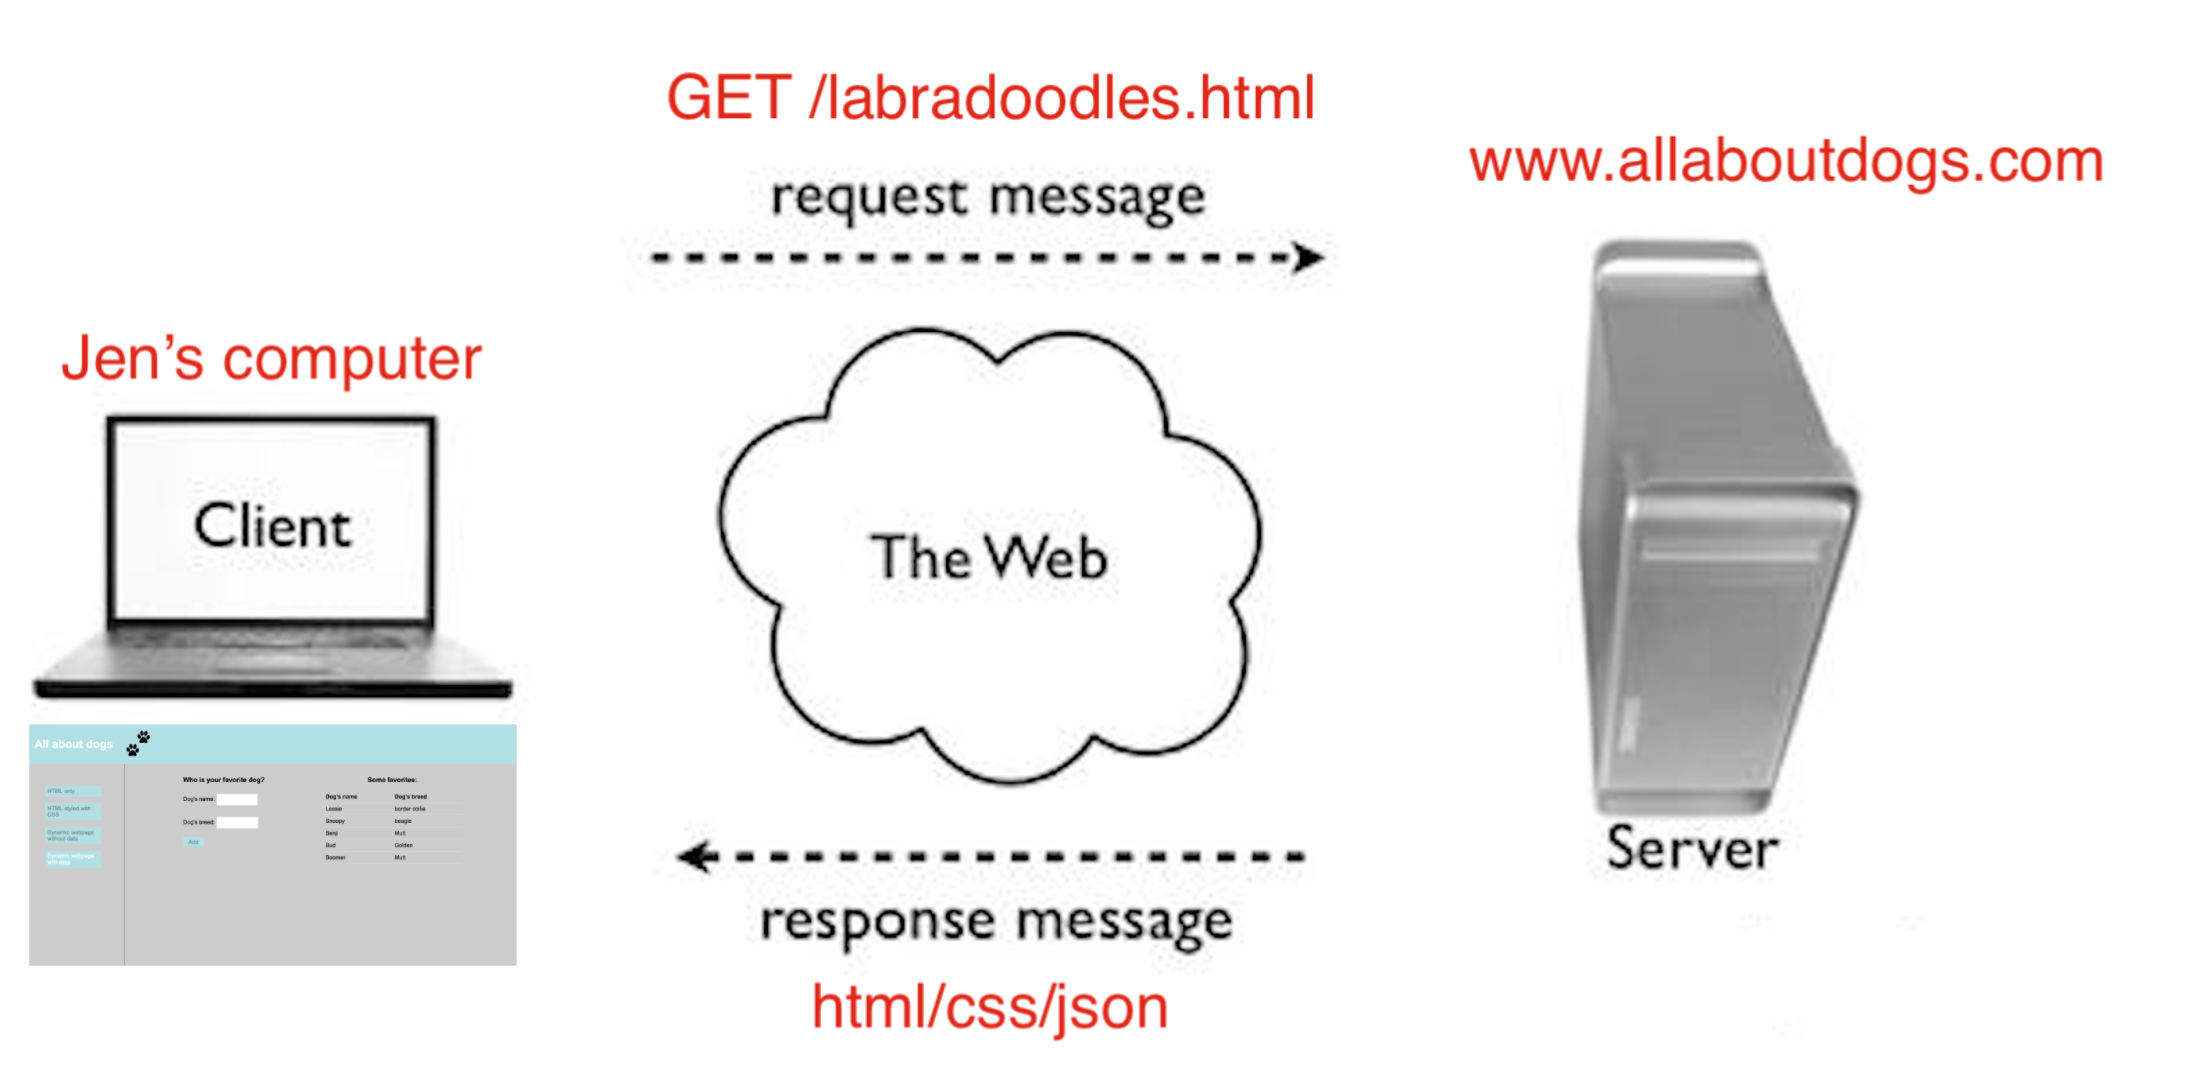 GET /labradoodles.html
www.allaboutdogs.com
request message
Jen's computer
Client
The Web
Server
response message
html/css/json
All about dogs
HTML only
HTML styled with
CSS
Dynamic webpage
without data
Dynamic webpage
with data
Who is your favorite dog?
Dog's name:
Dog's breed:
Add
Some favorites:
Dog's name Dog's breed
Lassie border collie
Snoopy beagle
Benji Mutt
Bud Golden
Boomer Mutt